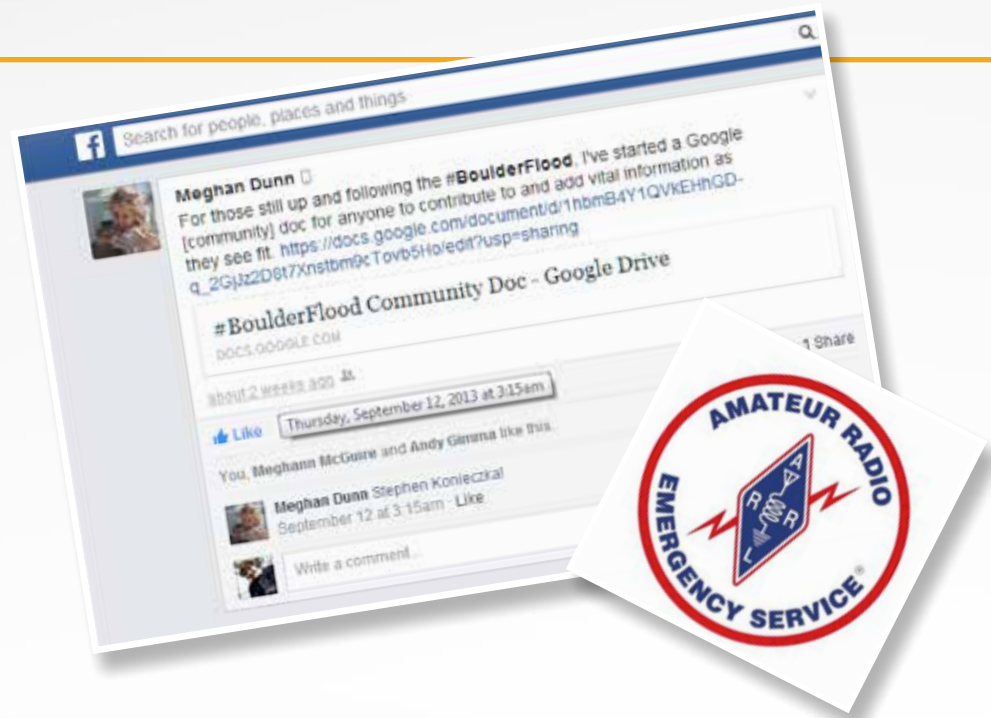 Search for people, places and things
Meghan Dunn
For those still up and following the #BoulderFlood, I've started a Google
[community] doc for anyone to contribute to and add vital information as
they see fit. https://docs.google.com/document/d/1hbmB4Y1QVkEHhGD-
q_2GjJz2D8t7Xnstbm9cTovb5Ho/edit?usp=sharing
#BoulderFlood Community Doc - Google Drive
DOCS.GOOGLE.COM
about 2 weeks ago
1 Share
Like
Thursday, September 12, 2013 at 3:15am
You, Meghann McGuire and Andy Gimma like this.
Meghan Dunn Stephen Konieczka!
September 12 at 3:15am · Like
Write a comment...
AMATEUR RADIO
ARRL
EMERGENCY SERVICE®